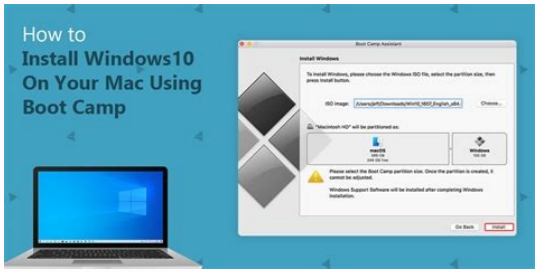 How to
Install Windows10
On Your Mac Using
Boot Camp
Boot Camp Assistant
Install Windows
To install Windows, please choose the Windows ISO file, select the partition size, then
press Install button.
ISO image: Choose...
"Macintosh HD" will be partitioned as:
macOS
Windows
Please select the Boot Camp partition size. Once the partition is created, it
cannot be adjusted.
Windows Support Software will be installed after completing Windows
installation.
Go Back
Install